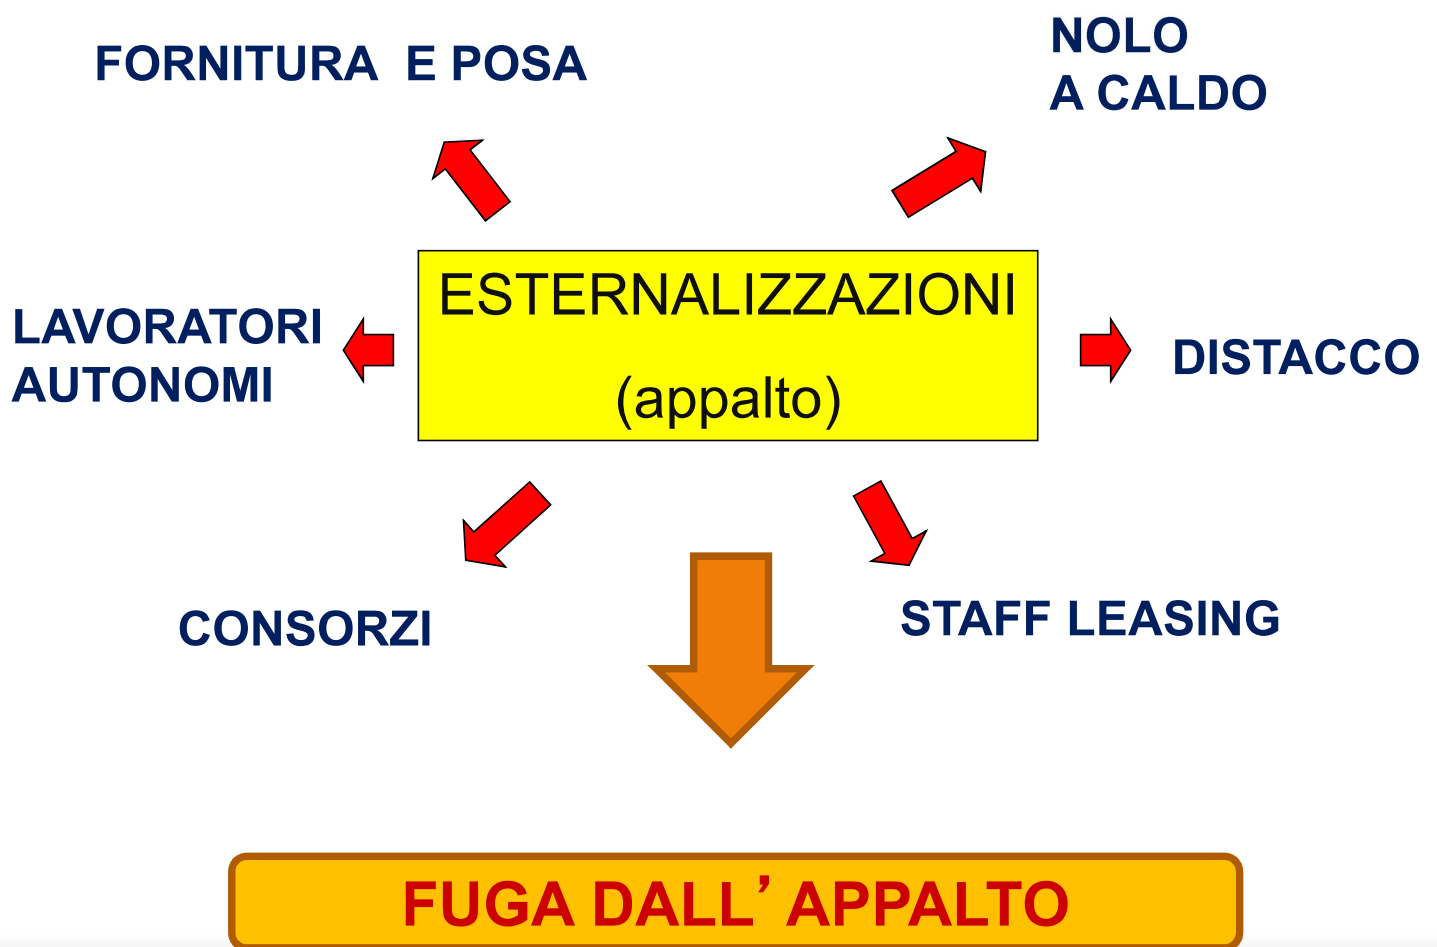 FORNITURA E POSA
NOLO
A CALDO
ESTERNALIZZAZIONI
(appalto)
LAVORATORI
AUTONOMI
DISTACCO
CONSORZI
STAFF LEASING
FUGA DALL’ APPALTO